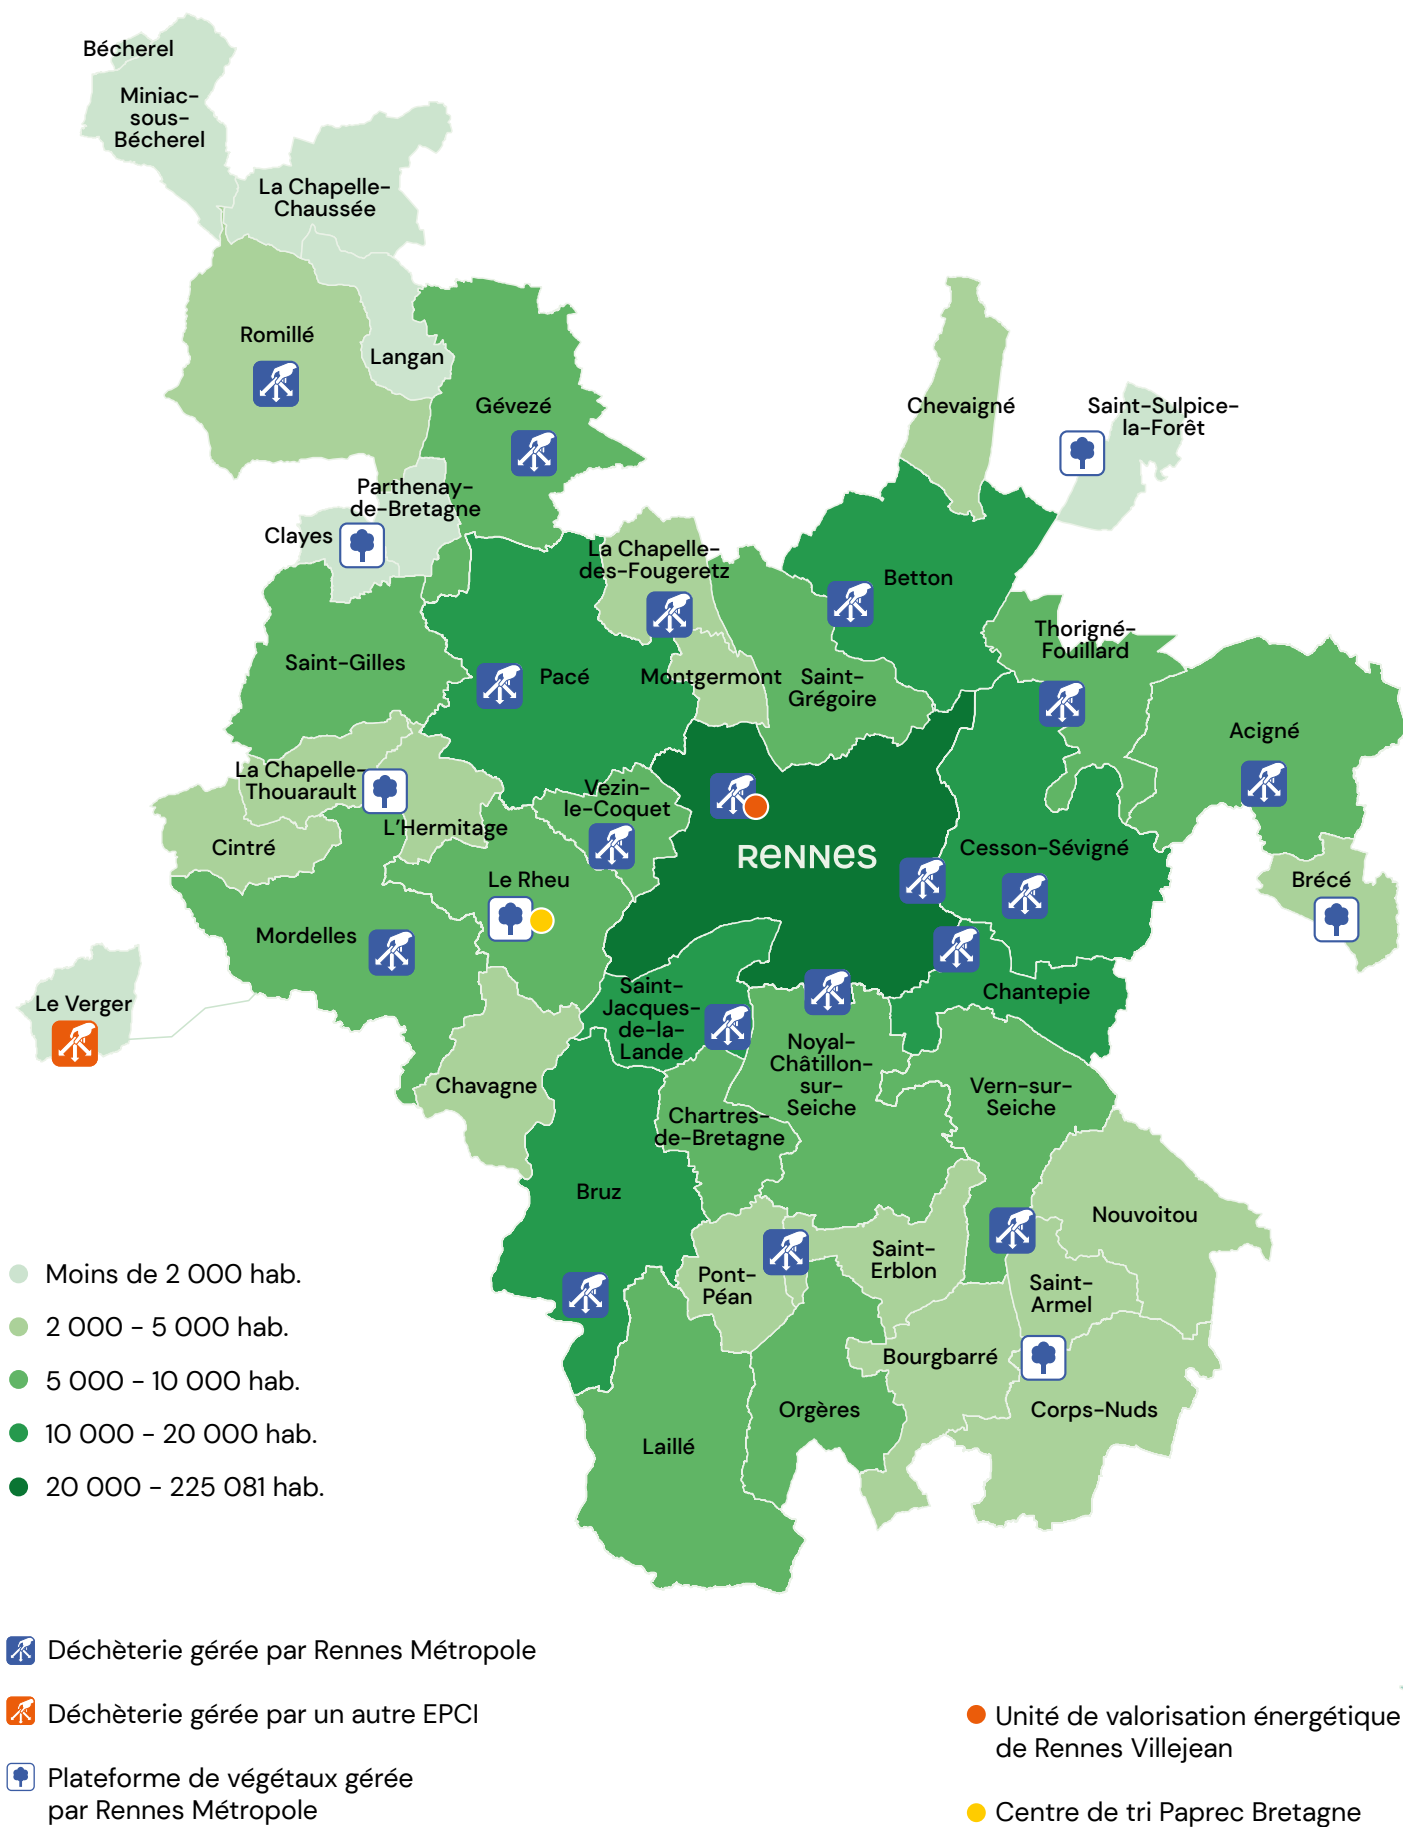 Bécherel
Miniac-
sous-
Bécherel
La Chapelle-
Chaussée
Romillé
Langan
Gévezé
Chevaigné
Saint-Sulpice-
la-Forêt
Parthenay-
de-Bretagne
Clayes
La Chapelle-
des-Fougeretz
Betton
Thorigné-
Fouillard
Saint-Gilles
Pacé
Montgermont
Saint-
Grégoire
Acigné
La Chapelle-
Thouarault
Vezin-
le-Coquet
L'Hermitage
Cintré
RENNES
Cesson-Sévigné
Le Rheu
Brécé
Mordelles
Le Verger
Saint-
Jacques-
de-la-
Lande
Chantepie
Noyal-
Châtillon-
sur-
Seiche
Chavagne
Vern-sur-
Seiche
Chartres-
de-Bretagne
Bruz
Nouvoitou
Saint-
Erblon
Pont-
Péan
Saint-
Armel
Bourgbarré
Orgères
Corps-Nuds
Laillé
Moins de 2 000 hab.
2 000 - 5 000 hab.
5 000 - 10 000 hab.
10 000 - 20 000 hab.
20 000 - 225 081 hab.
Déchèterie gérée par Rennes Métropole
Déchèterie gérée par un autre EPCI
Plateforme de végétaux gérée
par Rennes Métropole
Unité de valorisation énergétique
de Rennes Villejean
Centre de tri Paprec Bretagne